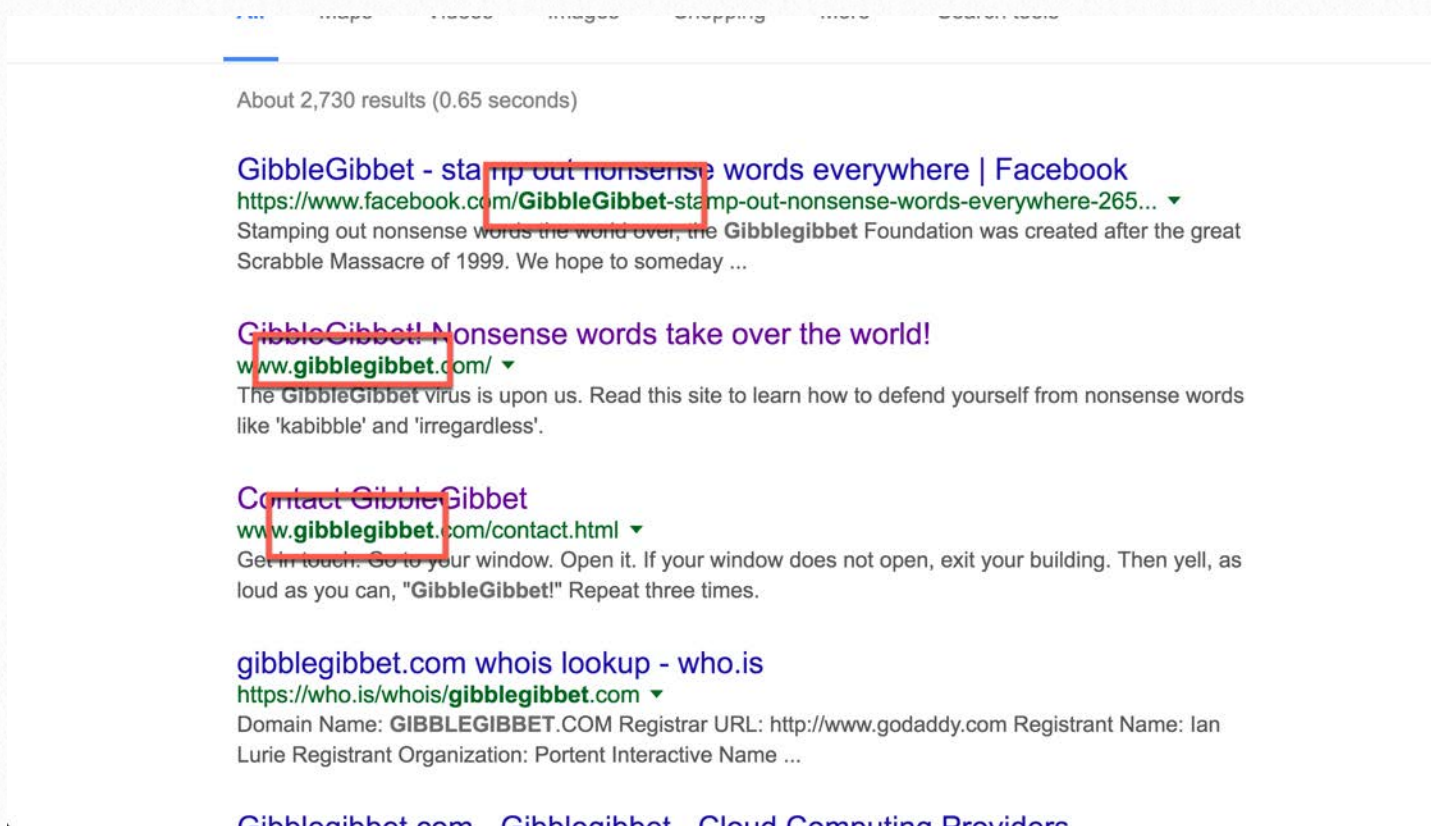 All Maps Videos Images Shopping More Search tools
About 2,730 results (0.65 seconds)
GibbleGibbet - stamp out nonsense words everywhere | Facebook
https://www.facebook.com/GibbleGibbet-stamp-out-nonsense-words-everywhere-265...
Stamping out nonsense words the world over, the Gibblegibbet Foundation was created after the great
Scrabble Massacre of 1999. We hope to someday ...
GibbleGibbet! Nonsense words take over the world!
www.gibblegibbet.com/
The GibbleGibbet virus is upon us. Read this site to learn how to defend yourself from nonsense words
like 'kabibble' and 'irregardless'.
Contact GibbleGibbet
www.gibblegibbet.com/contact.html
Get in touch. Go to your window. Open it. If your window does not open, exit your building. Then yell, as
loud as you can, "GibbleGibbet!" Repeat three times.
gibblegibbet.com whois lookup - who.is
https://who.is/whois/gibblegibbet.com
Domain Name: GIBBLEGIBBET.COM Registrar URL: http://www.godaddy.com Registrant Name: Ian
Lurie Registrant Organization: Portent Interactive Name ...
Gibblegibbet.com - Gibblegibbet - Cloud Computing Providers